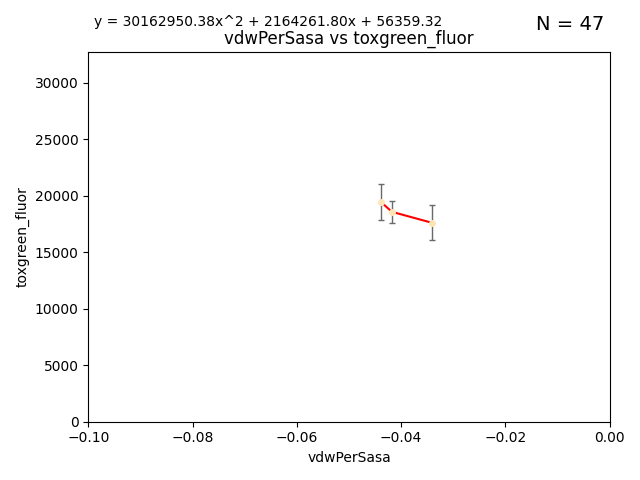 y = 30162950.38x^2 + 2164261.80x + 56359.32
N = 47
vdwPerSasa vs toxgreen_fluor
30000
25000
20000
15000
10000
5000
0
toxgreen_fluor
−0.10
−0.08
−0.06
−0.04
−0.02
0.00
vdwPerSasa